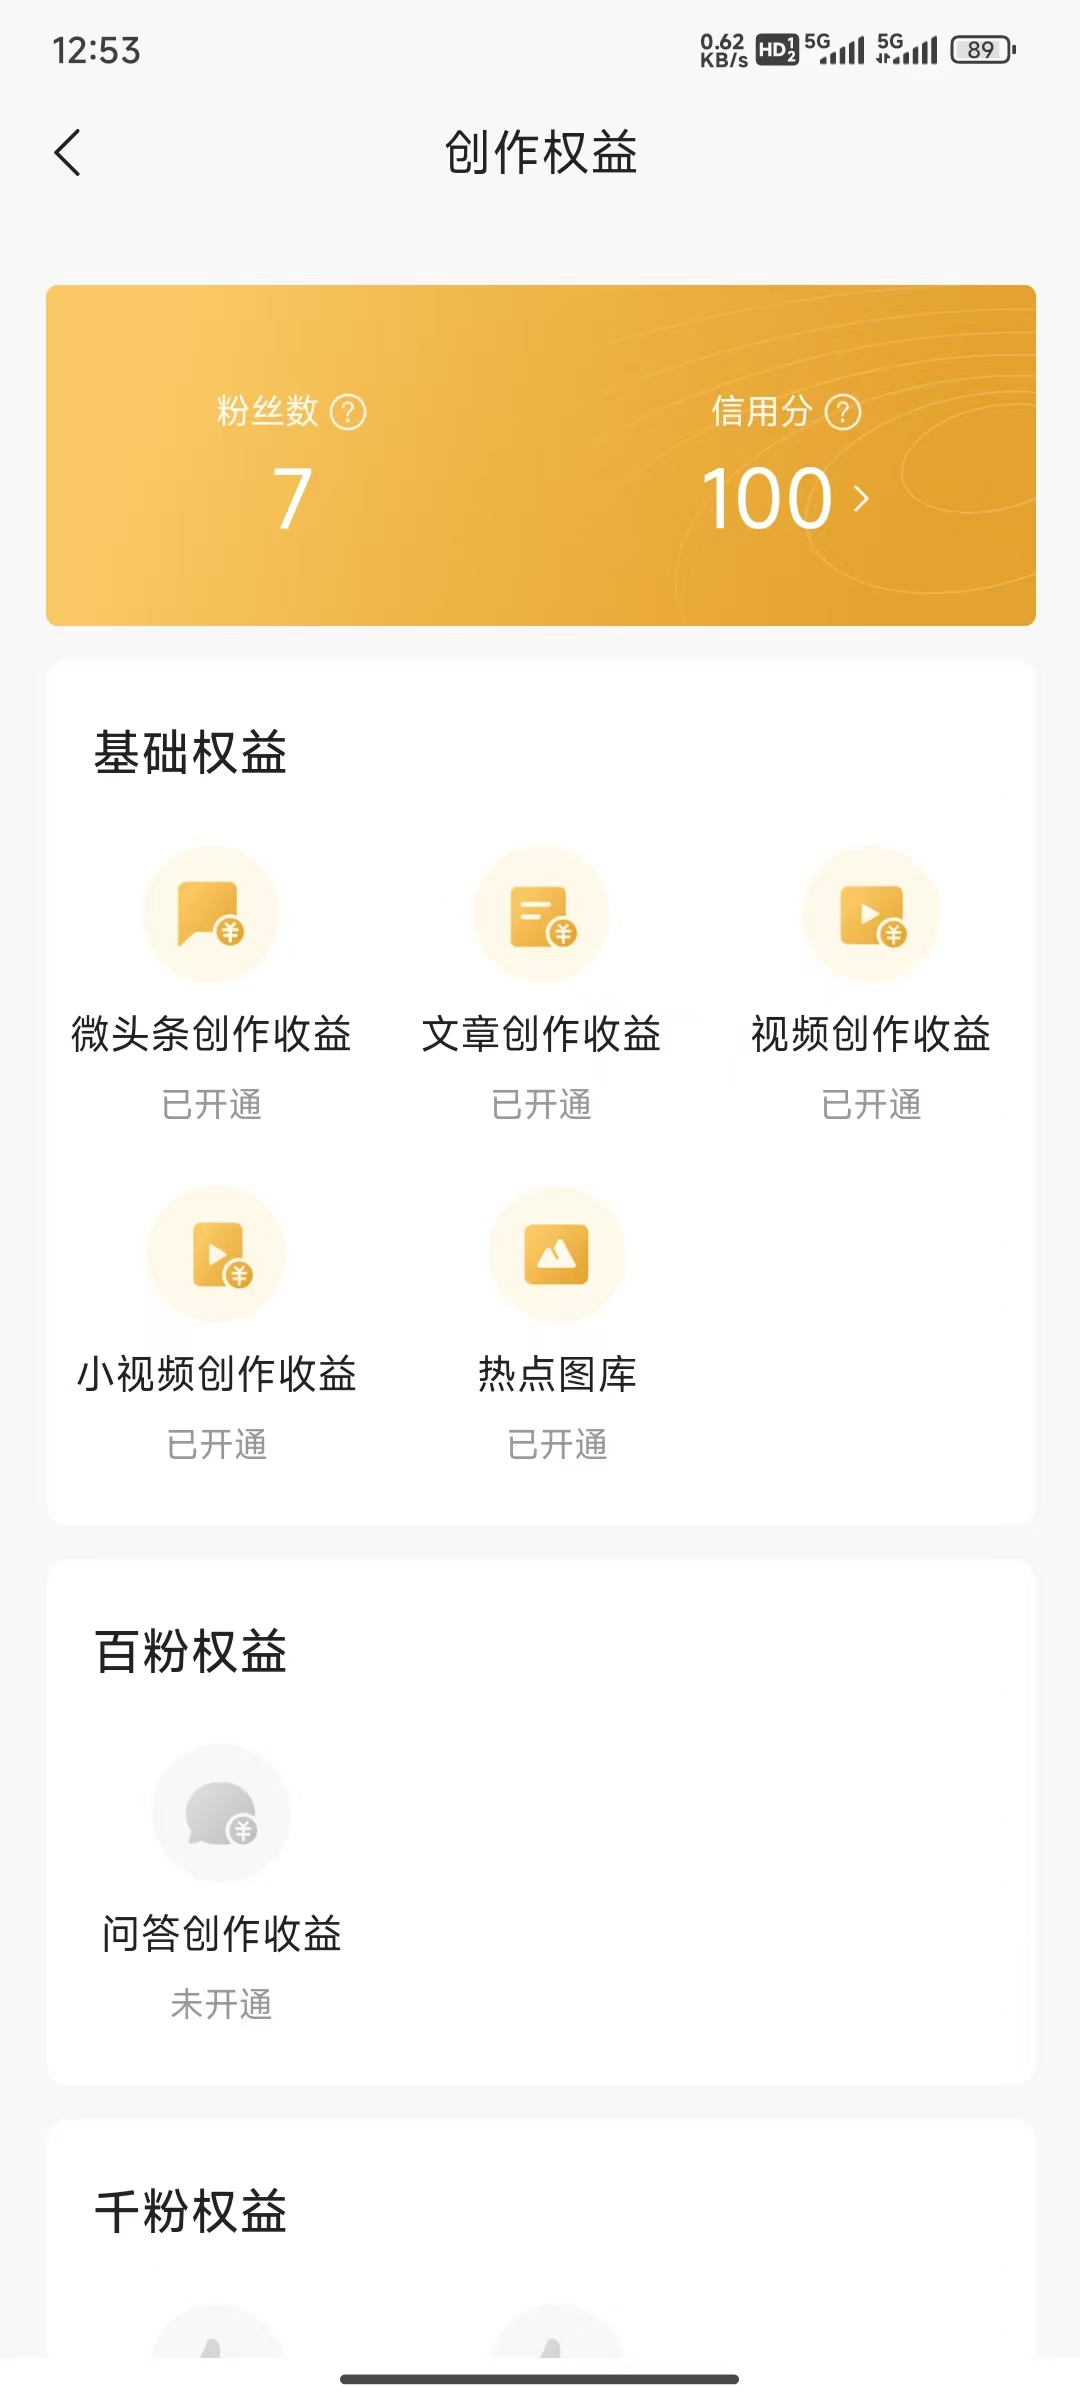 12:53
0.62 KB/s HD 1 2 5G 5G 89
创作权益
粉丝数 ? 信用分 ?
7 100
基础权益
微头条创作收益 文章创作收益 视频创作收益
已开通 已开通 已开通
小视频创作收益 热点图库
已开通 已开通
百粉权益
问答创作收益
未开通
千粉权益